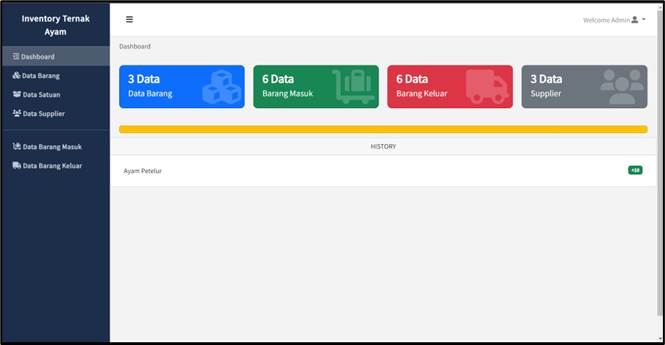 Inventory Ternak
Ayam
Dashboard
Data Barang
Data Satuan
Data Supplier
Data Barang Masuk
Data Barang Keluar
Welcome Admin
Dashboard
3 Data
Data Barang
6 Data
Barang Masuk
6 Data
Barang Keluar
3 Data
Supplier
HISTORY
Ayam Petelur
+10